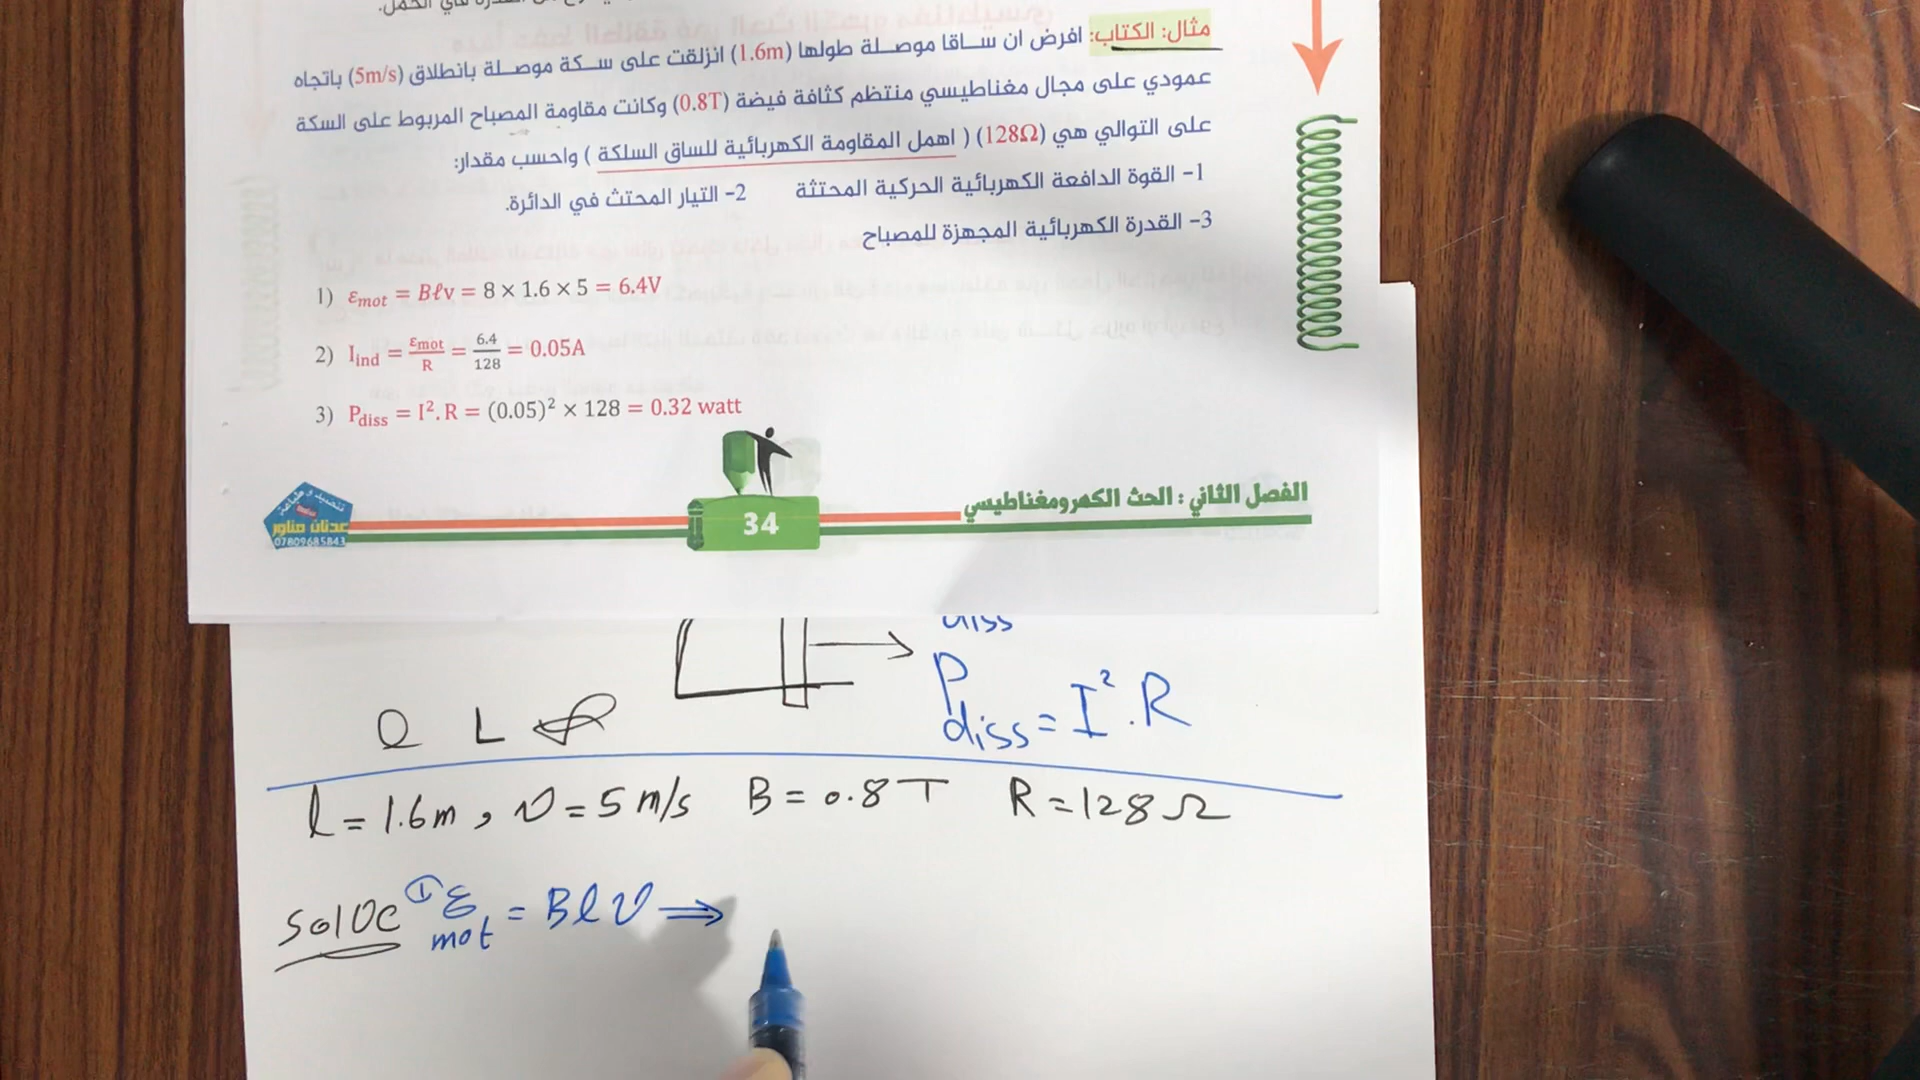 في الحمل.
مثال: الكتاب: افرض ان ساقا موصلة طولها (1.6m) انزلقت على سكة موصلة بانطلاق (5m/s) باتجاه
عمودي على مجال مغناطيسي منتظم كثافة فيضة (0.8T) وكانت مقاومة المصباح المربوط على السكة
على التوالي هي (128Ω) ( اهمل المقاومة الكهربائية للساق السلكة ) واحسب مقدار:
1- القوة الدافعة الكهربائية الحركية المحتثة 2- التيار المحتث في الدائرة.
3- القدرة الكهربائية المجهزة للمصباح
1) εmot = Bℓv = 8 × 1.6 × 5 = 6.4V
2) Iind = εmot/R = 6.4/128 = 0.05A
3) Pdiss = I². R = (0.05)² × 128 = 0.32 watt
الفصل الثاني : الحث الكهرومغناطيسي
34
عدنان مناور
07809685843
diss
Pdiss = I².R
l = 1.6m , v = 5 m/s B = 0.8 T R = 128 Ω
Solve ① εmot = Blv ⇒